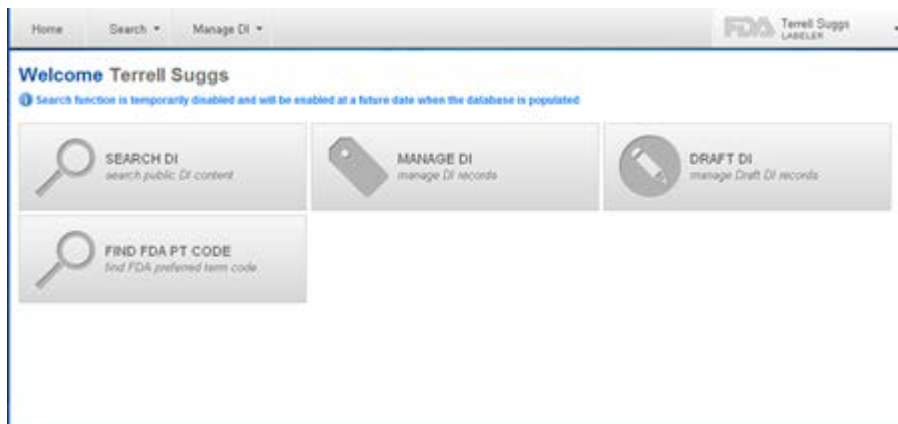 Home Search Manage DI FDA Terrell Suggs
LABELER
Welcome Terrell Suggs
Search function is temporarily disabled and will be enabled at a future date when the database is populated
SEARCH DI
search public DI content
MANAGE DI
manage DI records
DRAFT DI
manage Draft DI records
FIND FDA PT CODE
find FDA preferred term code